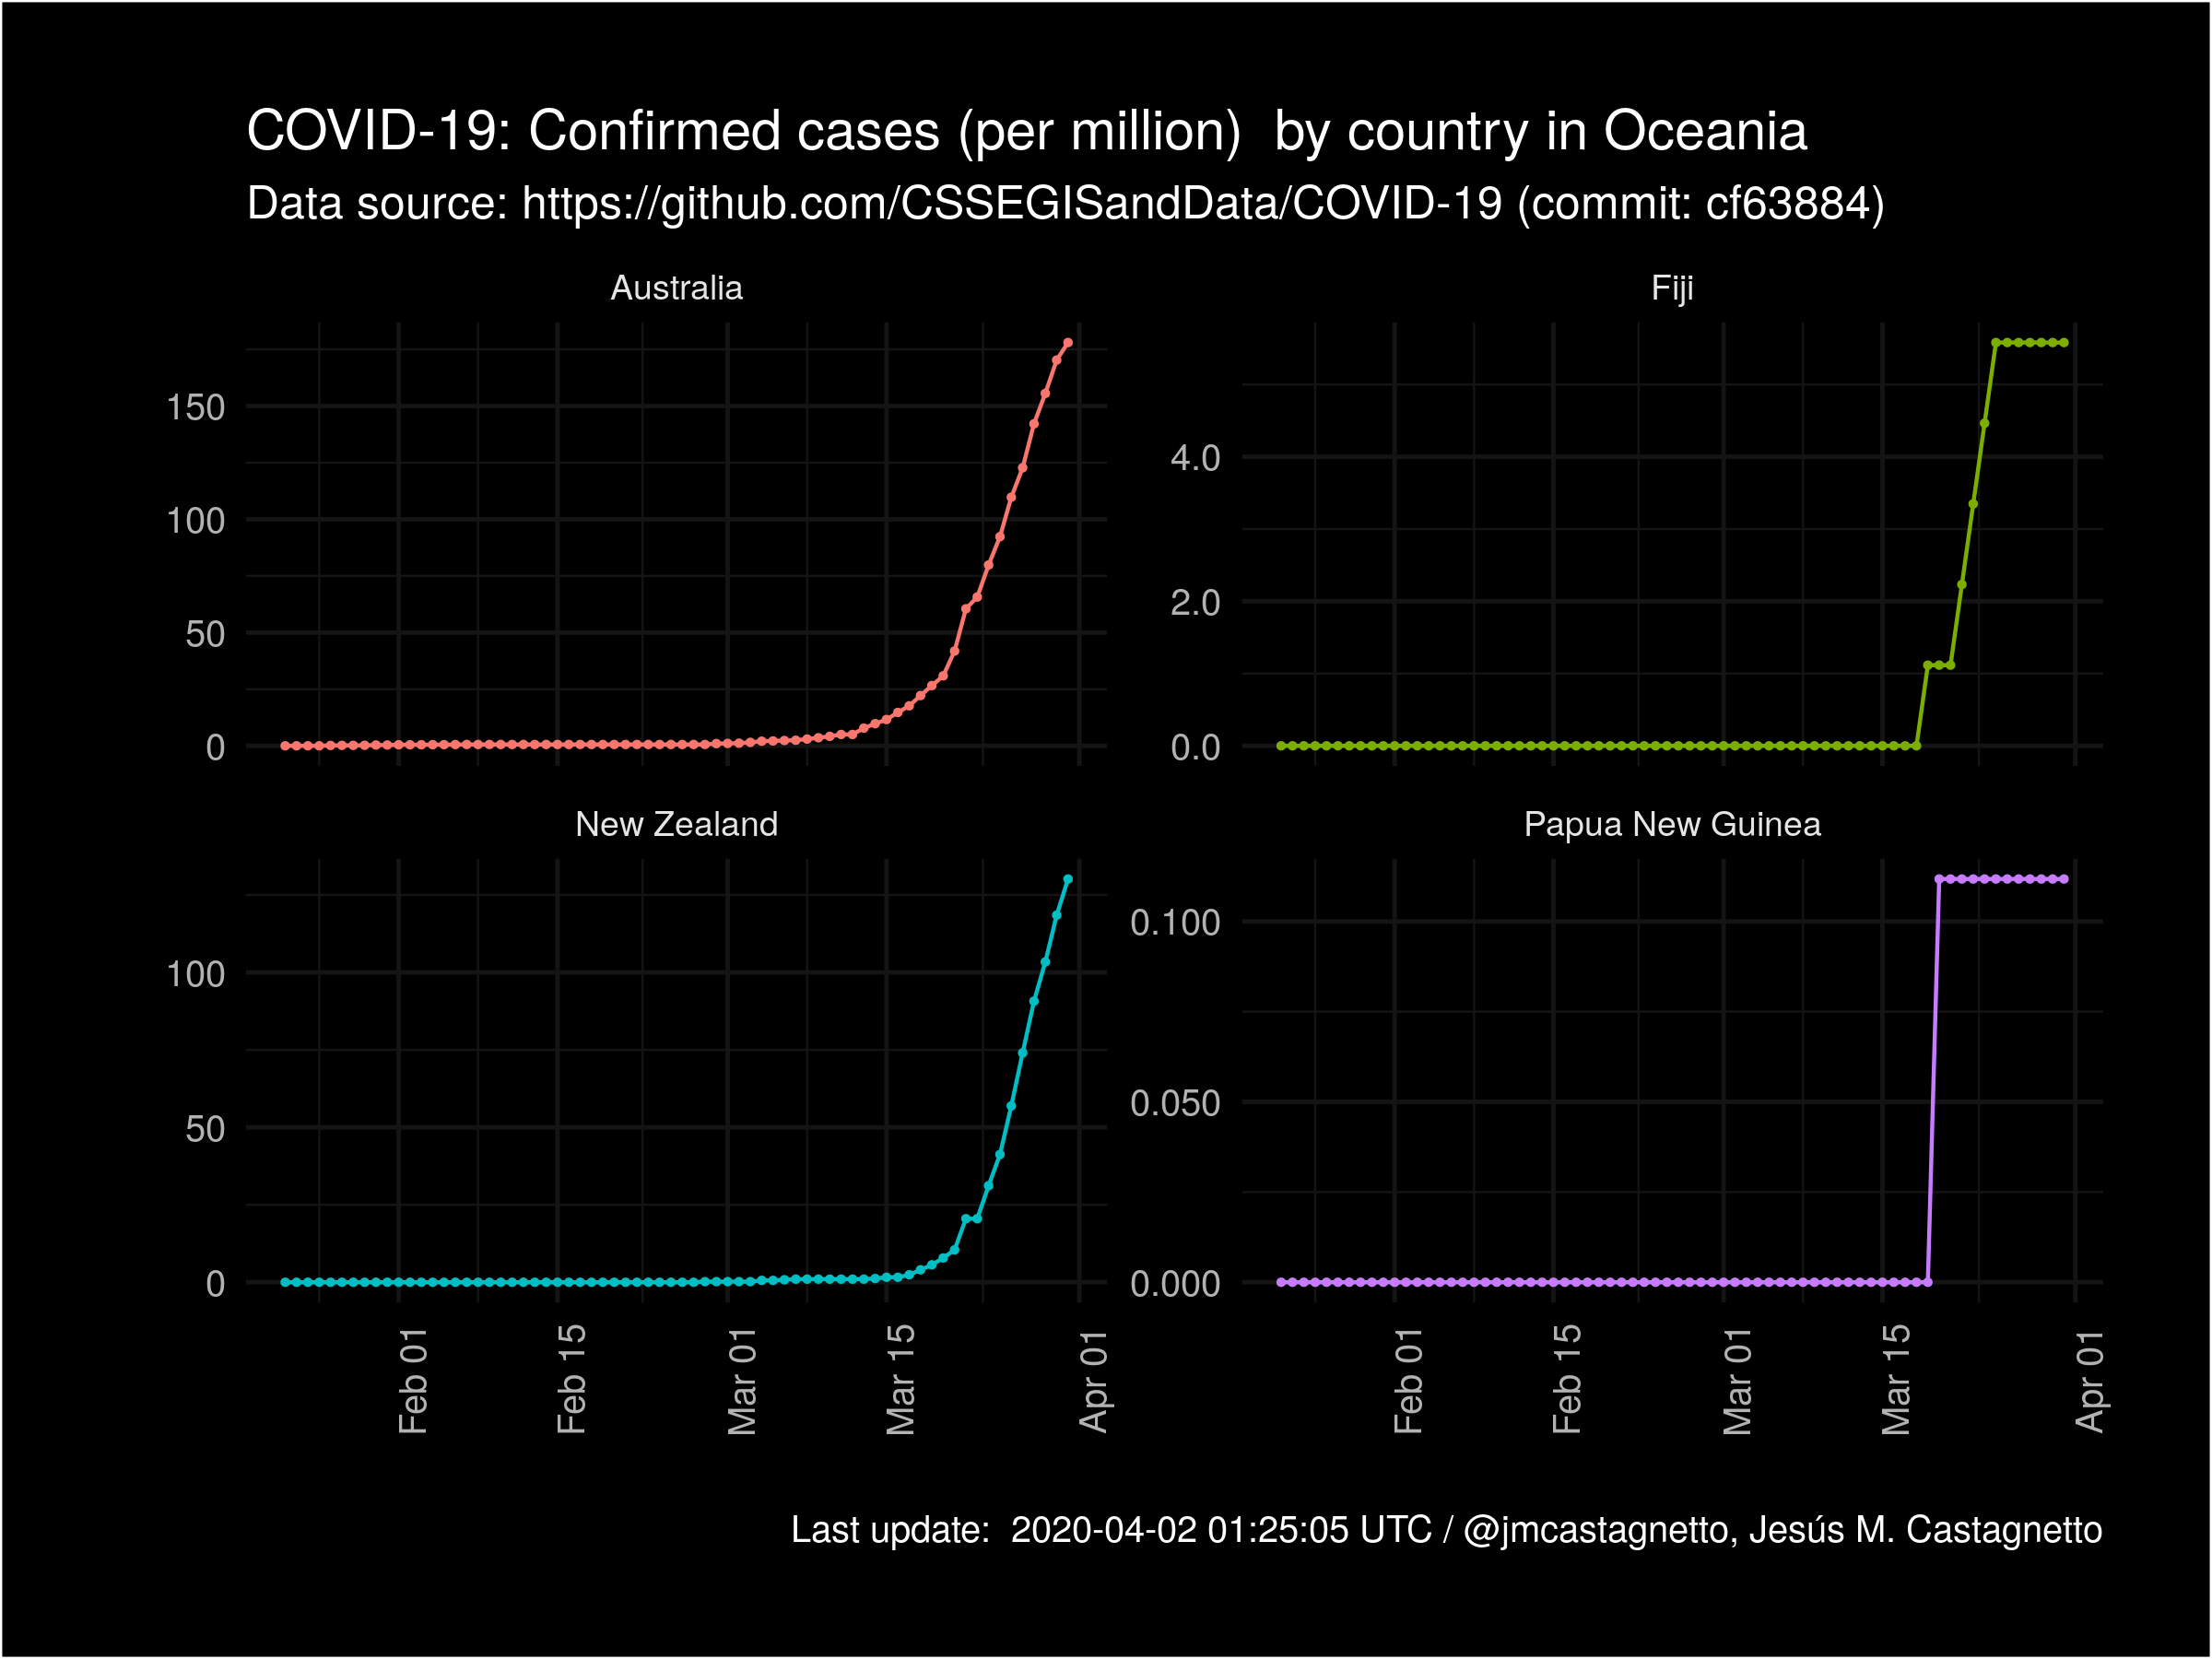 COVID-19: Confirmed cases (per million)  by country in Oceania
Data source: https://github.com/CSSEGISandData/COVID-19 (commit: cf63884)
Australia
150
100
50
0
Fiji
4.0
2.0
0.0
New Zealand
100
50
0
Papua New Guinea
0.100
0.050
0.000
Feb 01
Feb 15
Mar 01
Mar 15
Apr 01
Feb 01
Feb 15
Mar 01
Mar 15
Apr 01
Last update:  2020-04-02 01:25:05 UTC / @jmcastagnetto, Jesús M. Castagnetto